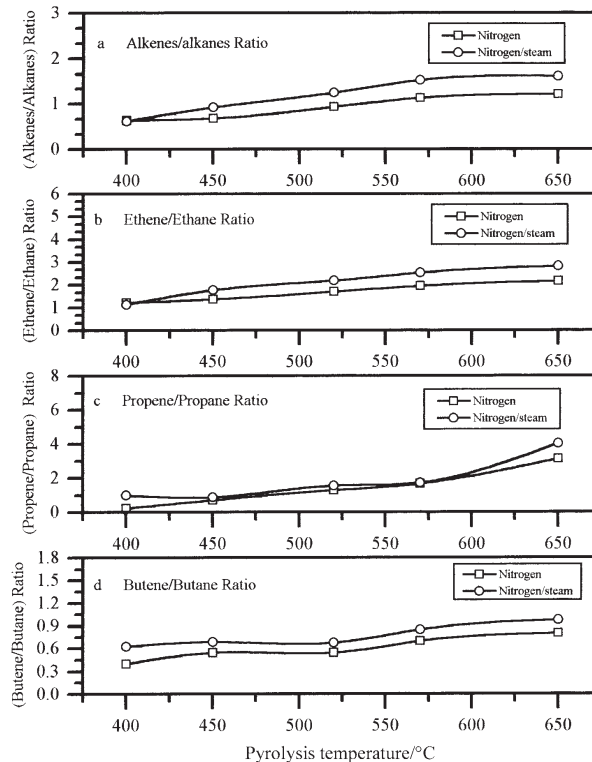 (Alkenes/Alkanes) Ratio
3
2
1
0
a Alkenes/alkanes Ratio
Nitrogen
Nitrogen/steam
400 450 500 550 600 650
(Ethene/Ethane) Ratio
6
5
4
3
2
1
0
b Ethene/Ethane Ratio
Nitrogen
Nitrogen/steam
400 450 500 550 600 650
(Propene/Propane) Ratio
8
6
4
2
0
c Propene/Propane Ratio
Nitrogen
Nitrogen/steam
400 450 500 550 600 650
(Butene/Butane) Ratio
1.8
1.5
1.2
0.9
0.6
0.3
0.0
d Butene/Butane Ratio
Nitrogen
Nitrogen/steam
400 450 500 550 600 650
Pyrolysis temperature/°C